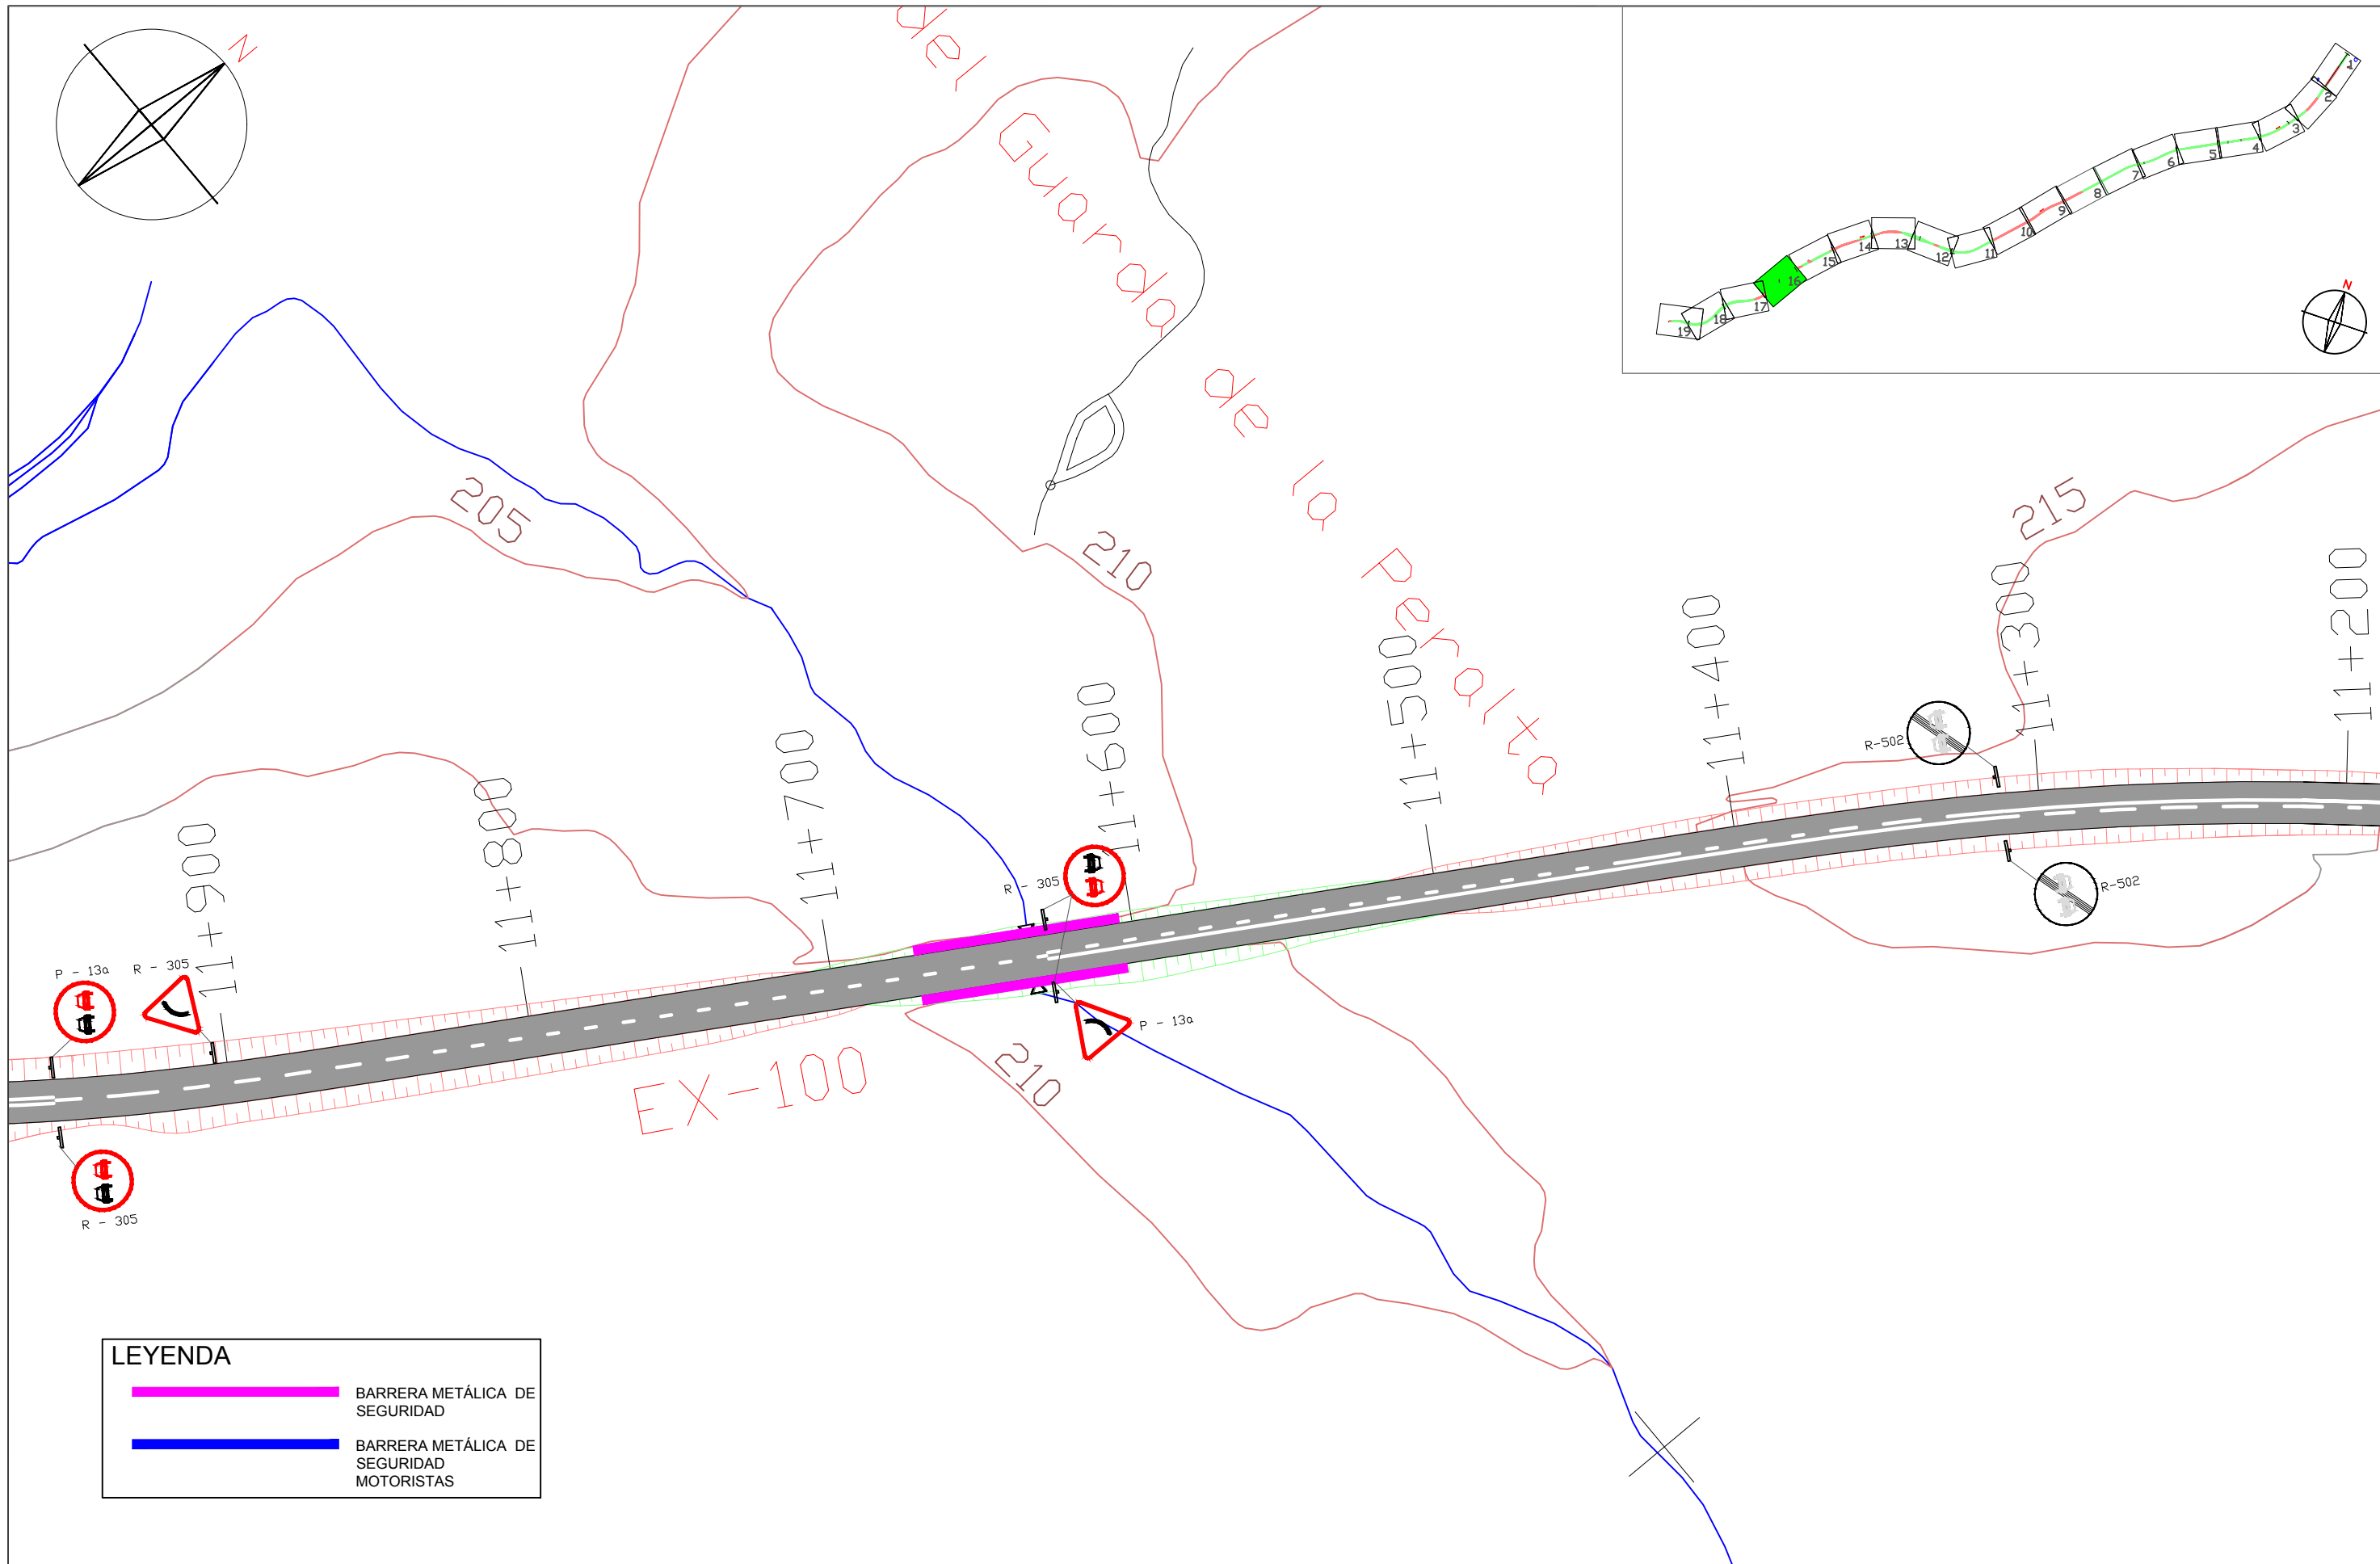 N
del Guardo de la Peralta
1
2
3
4
5
6
7
8
9
10
11
12
13
14
15
16
17
18
19
N
205
210
215
11+900
11+800
11+700
11+600
11+500
11+400
11+300
11+200
R-502
R-502
R - 305
P - 13a
P - 13a
R - 305
R - 305
210
EX-100
LEYENDA
BARRERA METÁLICA DE
SEGURIDAD
BARRERA METÁLICA DE
SEGURIDAD
MOTORISTAS